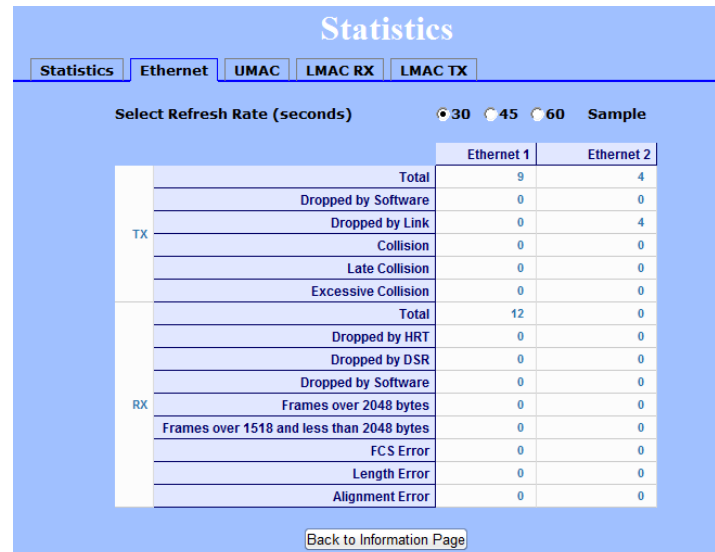 Statistics
Statistics Ethernet UMAC LMAC RX LMAC TX
Select Refresh Rate (seconds) 30 45 60 Sample
Ethernet 1 Ethernet 2
TX
Total 9 4
Dropped by Software 0 0
Dropped by Link 0 4
Collision 0 0
Late Collision 0 0
Excessive Collision 0 0
RX
Total 12 0
Dropped by HRT 0 0
Dropped by DSR 0 0
Dropped by Software 0 0
Frames over 2048 bytes 0 0
Frames over 1518 and less than 2048 bytes 0 0
FCS Error 0 0
Length Error 0 0
Alignment Error 0 0
Back to Information Page